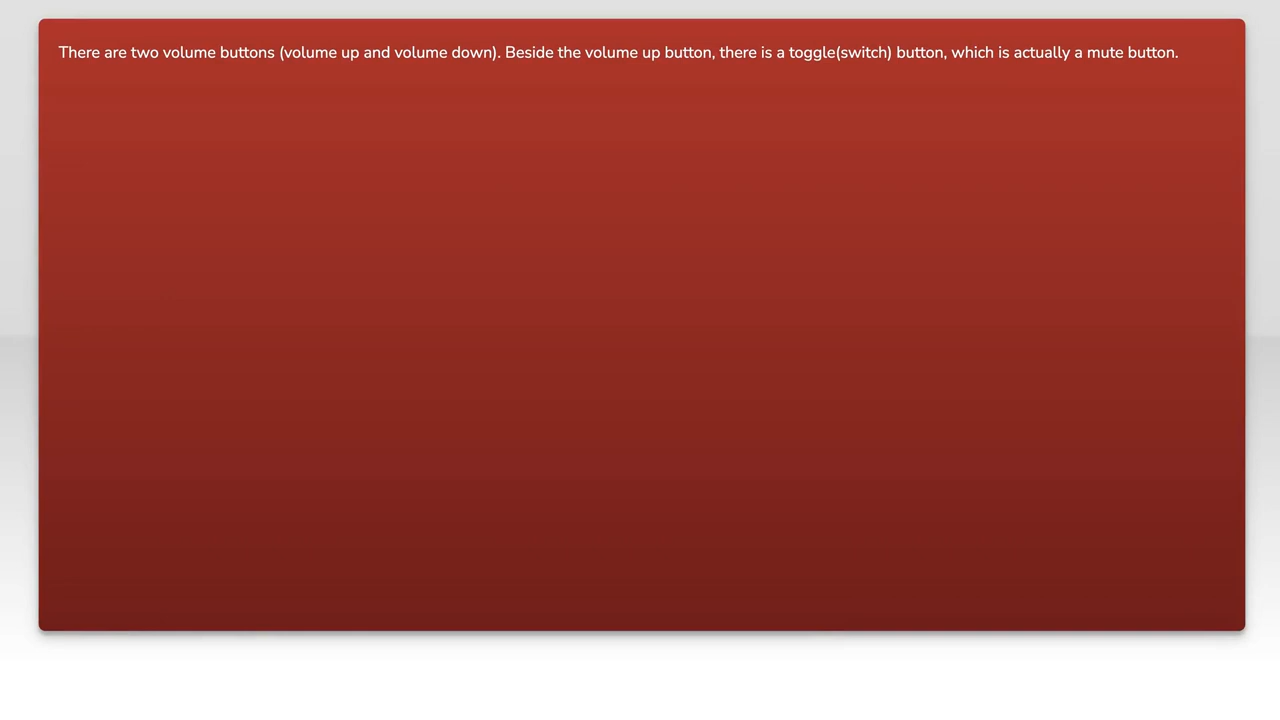 There are two volume buttons (volume up and volume down). Beside the volume up button, there is a toggle(switch) button, which is actually a mute button.